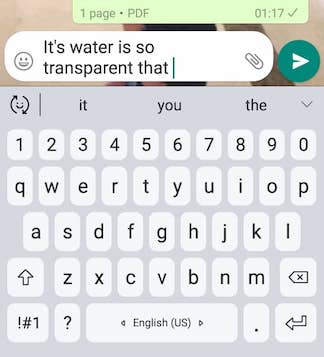 1 page • PDF 01:17 ✓
It's water is so
transparent that
it you the
1 2 3 4 5 6 7 8 9 0
q w e r t y u i o p
a s d f g h j k l
z x c v b n m
!#1 ? English (US) .